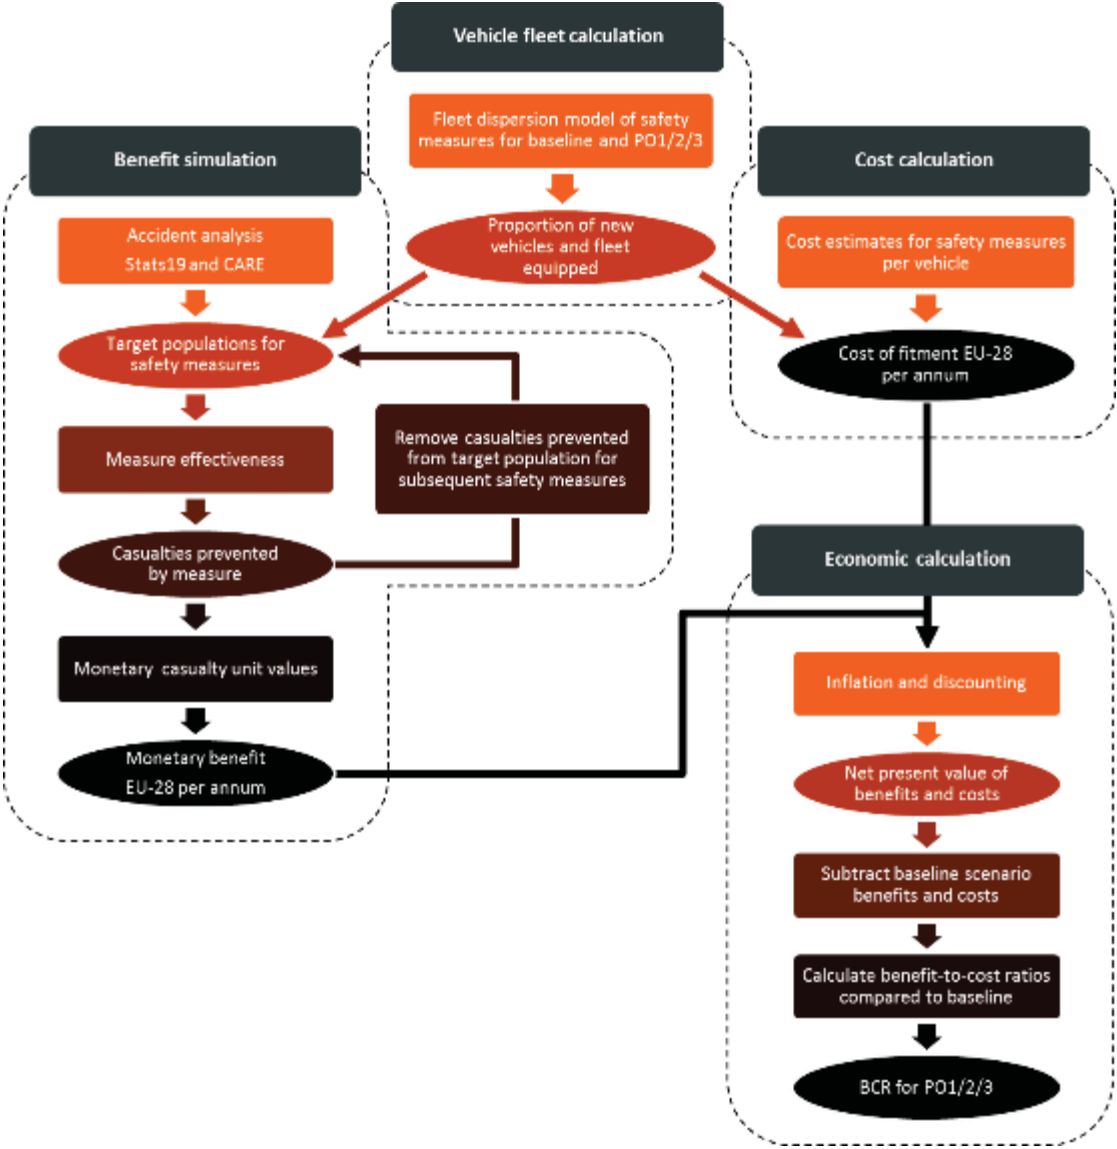 Vehicle fleet calculation
Fleet dispersion model of safety
measures for baseline and PO1/2/3
Proportion of new
vehicles and fleet
equipped
Benefit simulation
Accident analysis
Stats19 and CARE
Target populations for
safety measures
Measure effectiveness
Casualties prevented
by measure
Remove casualties prevented
from target population for
subsequent safety measures
Monetary casualty unit values
Monetary benefit
EU-28 per annum
Cost calculation
Cost estimates for safety measures
per vehicle
Cost of fitment EU-28
per annum
Economic calculation
Inflation and discounting
Net present value of
benefits and costs
Subtract baseline scenario
benefits and costs
Calculate benefit-to-cost ratios
compared to baseline
BCR for PO1/2/3